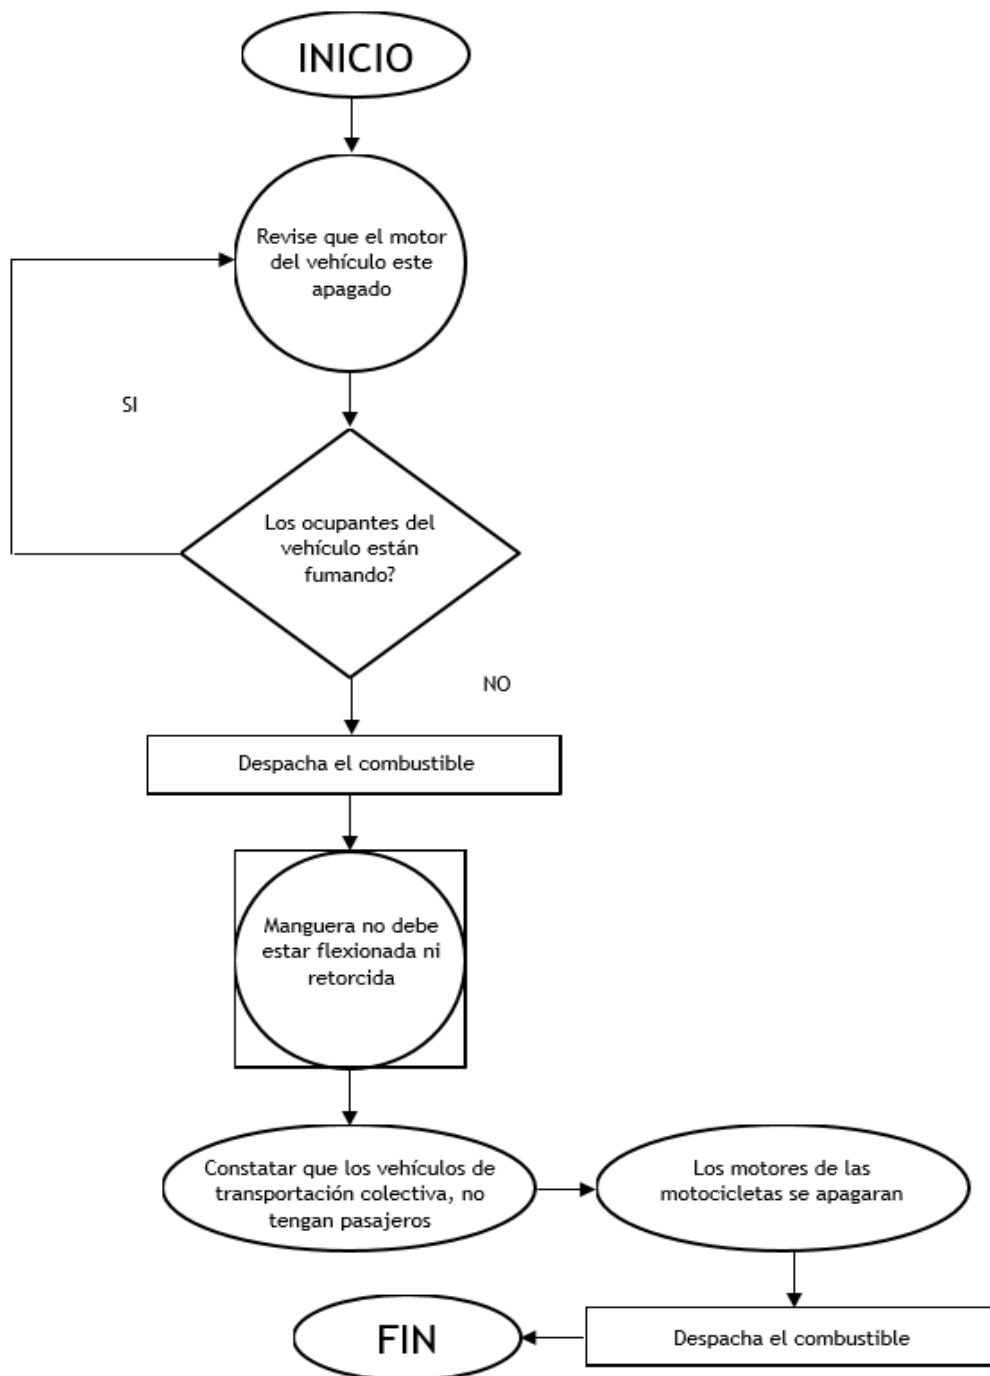 INICIO
Revise que el motor
del vehículo este
apagado
SI
Los ocupantes del
vehículo están
fumando?
NO
Despacha el combustible
Manguera no debe
estar flexionada ni
retorcida
Constatar que los vehículos de
transportación colectiva, no
tengan pasajeros
Los motores de las
motocicletas se apagaran
Despacha el combustible
FIN